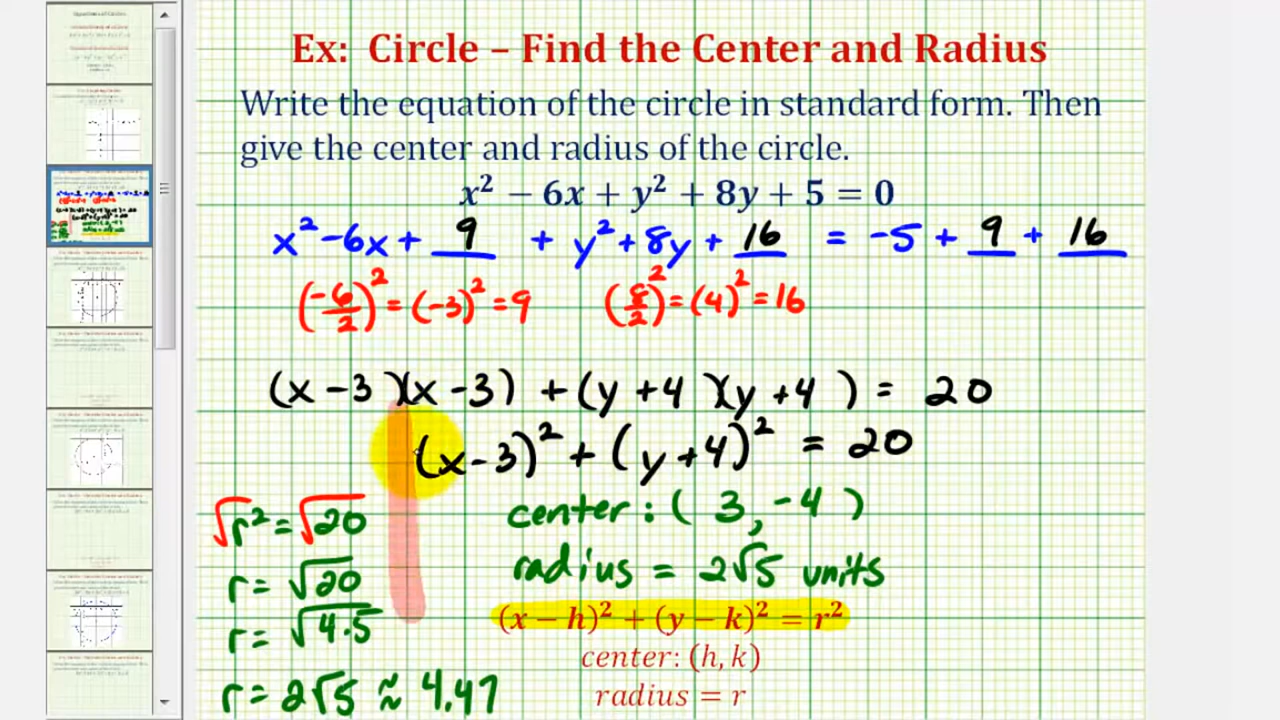 Ex: Circle – Find the Center and Radius
Write the equation of the circle in standard form. Then
give the center and radius of the circle.
x² − 6x + y² + 8y + 5 = 0
x² - 6x + 9 + y² + 8y + 16 = -5 + 9 + 16
(-6/2)² = (-3)² = 9 (8/2)² = (4)² = 16
(x - 3)(x - 3) + (y + 4)(y + 4) = 20
(x - 3)² + (y + 4)² = 20
center: (3, -4)
√r² = √20
radius = 2√5 units
r = √20
(x − h)² + (y − k)² = r²
r = √4·5
center: (h, k)
r = 2√5 ≈ 4.47
radius = r